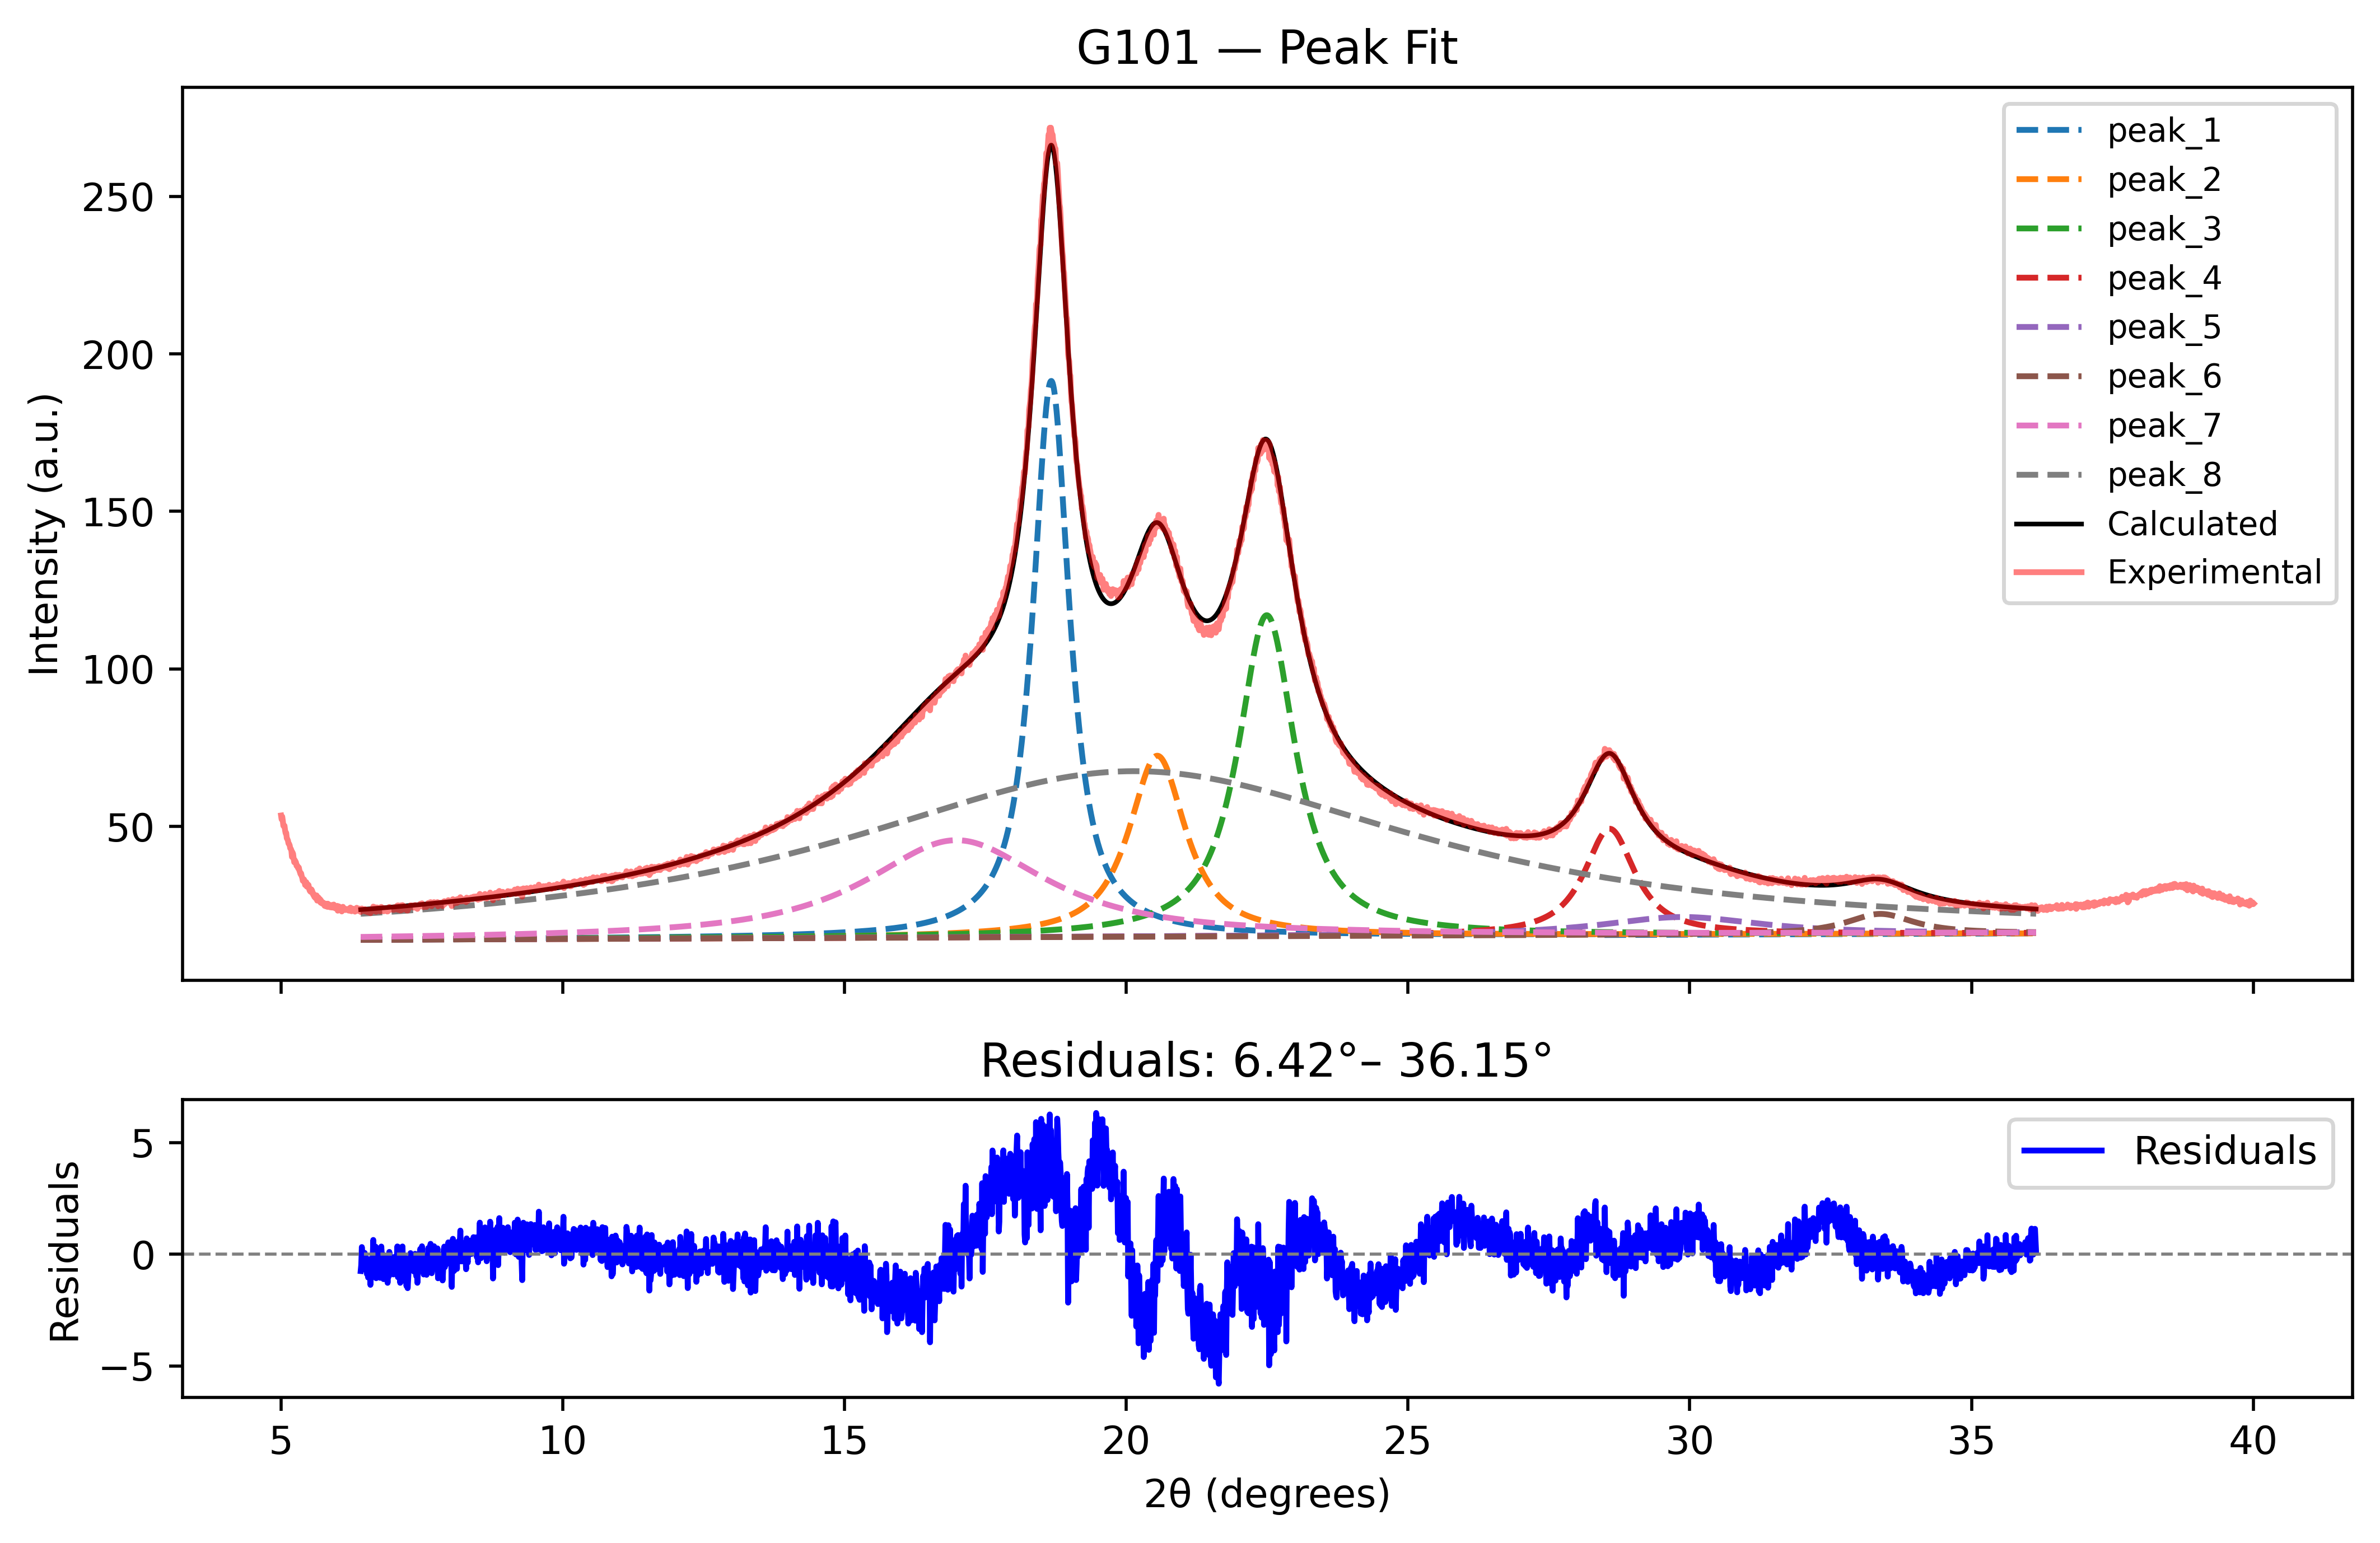 G101 — Peak Fit
Intensity (a.u.)
250
200
150
100
50
peak_1
peak_2
peak_3
peak_4
peak_5
peak_6
peak_7
peak_8
Calculated
Experimental
Residuals: 6.42°– 36.15°
Residuals
5
0
−5
Residuals
5
10
15
20
25
30
35
40
2θ (degrees)